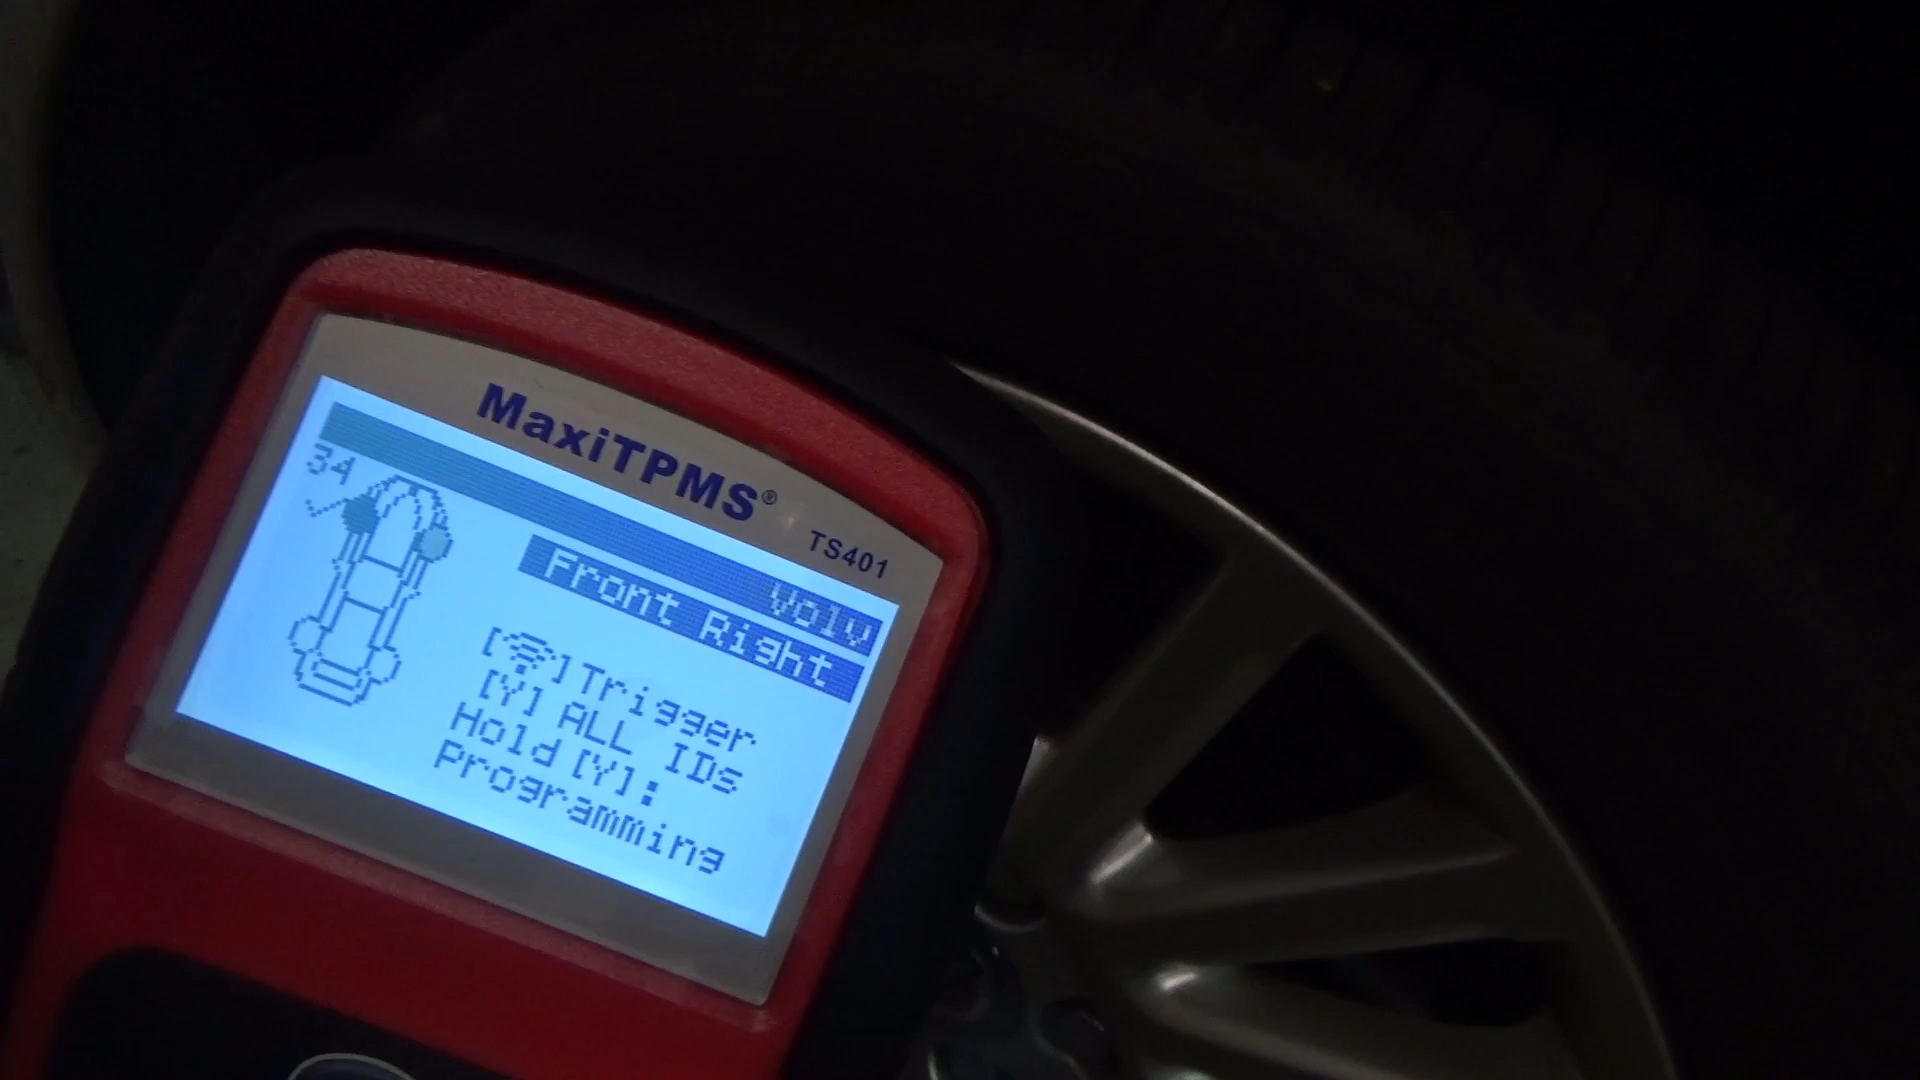 MaxiTPMS®
TS401
Volv
34
Front Right
[ ]Trigger
[Y] ALL IDs
Hold[Y]:
Programming